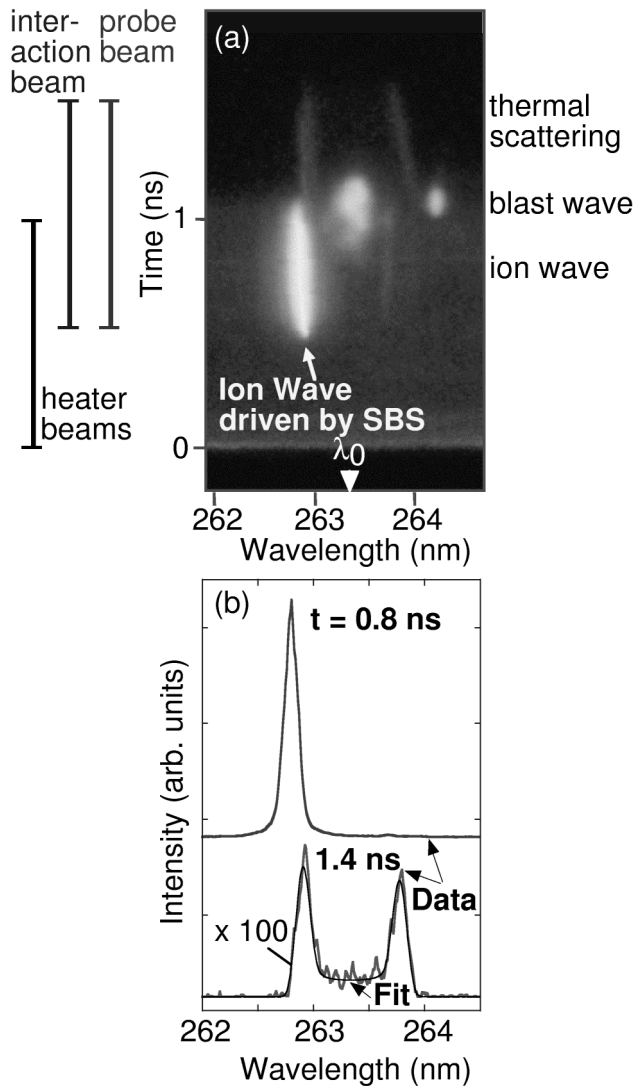 inter-
action
beam
probe
beam
(a)
thermal
scattering
blast wave
ion wave
Time (ns)
1
0
heater
beams
Ion Wave
driven by SBS
λ0
262
263
264
Wavelength (nm)
(b)
t = 0.8 ns
Intensity (arb. units)
1.4 ns
Data
x 100
Fit
262
263
264
Wavelength (nm)